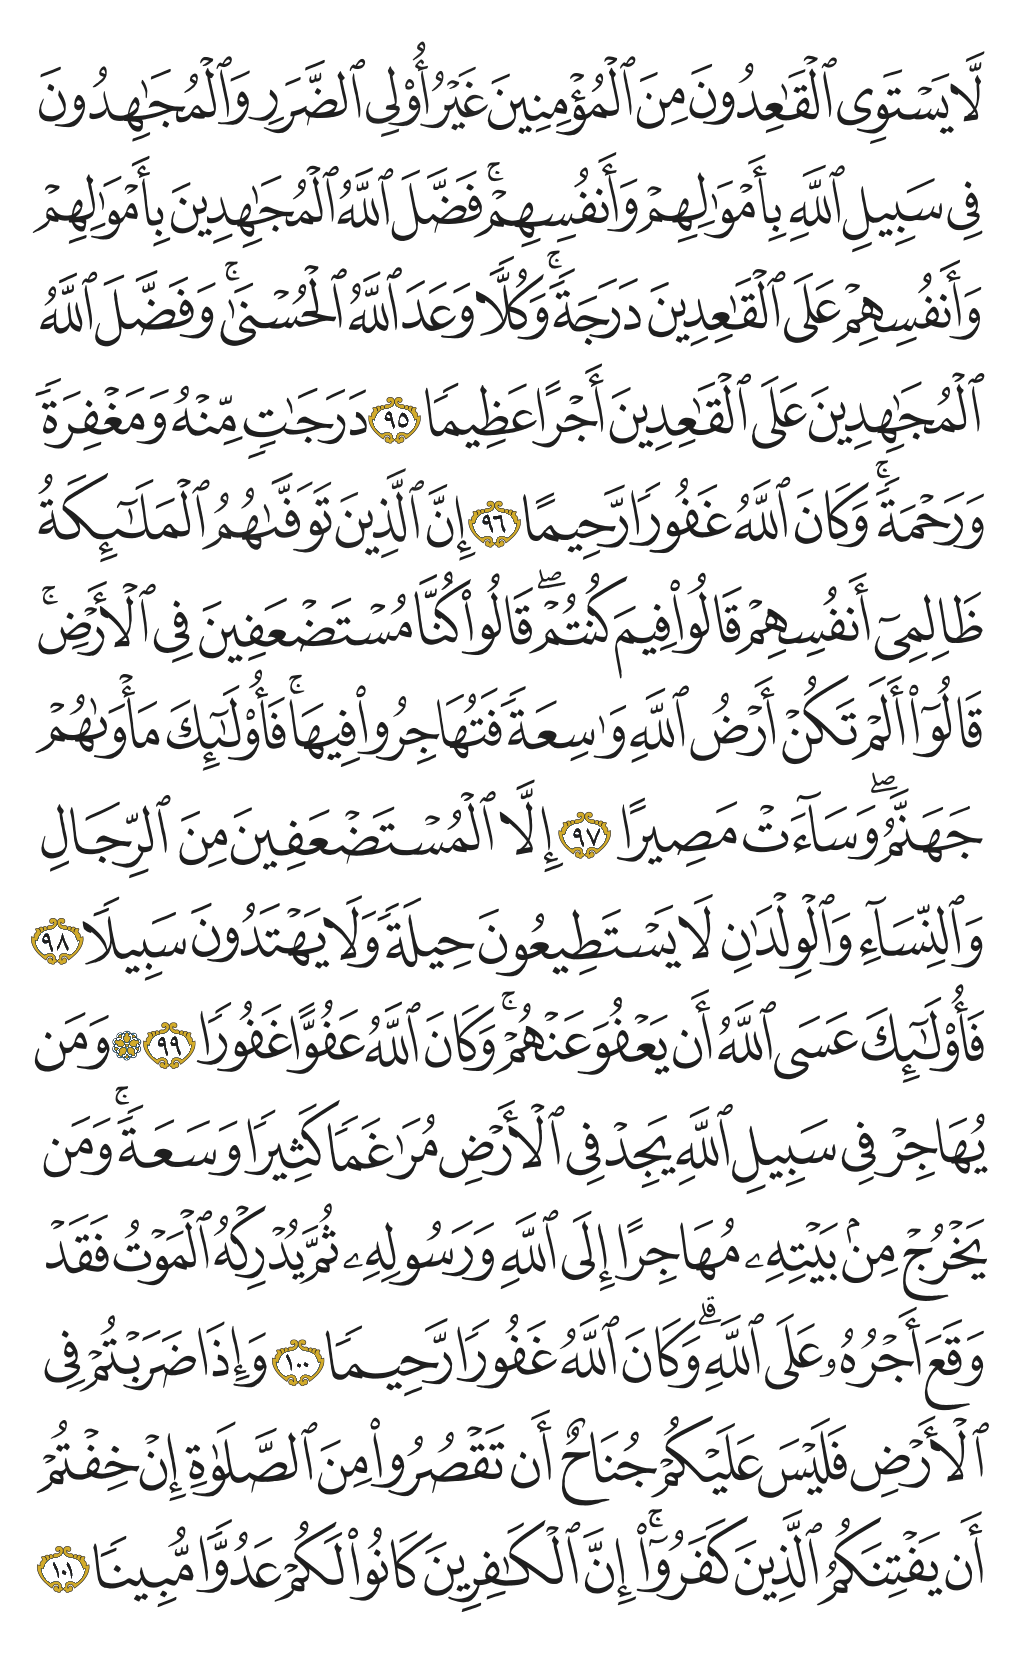 لَّا يَسْتَوِى ٱلْقَٰعِدُونَ مِنَ ٱلْمُؤْمِنِينَ غَيْرُ أُو۟لِى ٱلضَّرَرِ وَٱلْمُجَٰهِدُونَ
فِى سَبِيلِ ٱللَّهِ بِأَمْوَٰلِهِمْ وَأَنفُسِهِمْ ۚ فَضَّلَ ٱللَّهُ ٱلْمُجَٰهِدِينَ بِأَمْوَٰلِهِمْ
وَأَنفُسِهِمْ عَلَى ٱلْقَٰعِدِينَ دَرَجَةً ۚ وَكُلًّا وَعَدَ ٱللَّهُ ٱلْحُسْنَىٰ ۚ وَفَضَّلَ ٱللَّهُ
ٱلْمُجَٰهِدِينَ عَلَى ٱلْقَٰعِدِينَ أَجْرًا عَظِيمًا ٩٥ دَرَجَٰتٍ مِّنْهُ وَمَغْفِرَةً
وَرَحْمَةً ۚ وَكَانَ ٱللَّهُ غَفُورًا رَّحِيمًا ٩٦ إِنَّ ٱلَّذِينَ تَوَفَّىٰهُمُ ٱلْمَلَٰٓئِكَةُ
ظَالِمِىٓ أَنفُسِهِمْ قَالُوا۟ فِيمَ كُنتُمْ ۖ قَالُوا۟ كُنَّا مُسْتَضْعَفِينَ فِى ٱلْأَرْضِ ۚ
قَالُوٓا۟ أَلَمْ تَكُنْ أَرْضُ ٱللَّهِ وَٰسِعَةً فَتُهَاجِرُوا۟ فِيهَا ۚ فَأُو۟لَٰٓئِكَ مَأْوَىٰهُمْ
جَهَنَّمُ ۖ وَسَآءَتْ مَصِيرًا ٩٧ إِلَّا ٱلْمُسْتَضْعَفِينَ مِنَ ٱلرِّجَالِ
وَٱلنِّسَآءِ وَٱلْوِلْدَٰنِ لَا يَسْتَطِيعُونَ حِيلَةً وَلَا يَهْتَدُونَ سَبِيلًا ٩٨
فَأُو۟لَٰٓئِكَ عَسَى ٱللَّهُ أَن يَعْفُوَ عَنْهُمْ ۚ وَكَانَ ٱللَّهُ عَفُوًّا غَفُورًا ٩٩ ۞ وَمَن
يُهَاجِرْ فِى سَبِيلِ ٱللَّهِ يَجِدْ فِى ٱلْأَرْضِ مُرَٰغَمًا كَثِيرًا وَسَعَةً ۚ وَمَن
يَخْرُجْ مِنۢ بَيْتِهِۦ مُهَاجِرًا إِلَى ٱللَّهِ وَرَسُولِهِۦ ثُمَّ يُدْرِكْهُ ٱلْمَوْتُ فَقَدْ
وَقَعَ أَجْرُهُۥ عَلَى ٱللَّهِ ۗ وَكَانَ ٱللَّهُ غَفُورًا رَّحِيمًا ١٠٠ وَإِذَا ضَرَبْتُمْ فِى
ٱلْأَرْضِ فَلَيْسَ عَلَيْكُمْ جُنَاحٌ أَن تَقْصُرُوا۟ مِنَ ٱلصَّلَوٰةِ إِنْ خِفْتُمْ
أَن يَفْتِنَكُمُ ٱلَّذِينَ كَفَرُوٓا۟ ۚ إِنَّ ٱلْكَٰفِرِينَ كَانُوا۟ لَكُمْ عَدُوًّا مُّبِينًا ١٠١